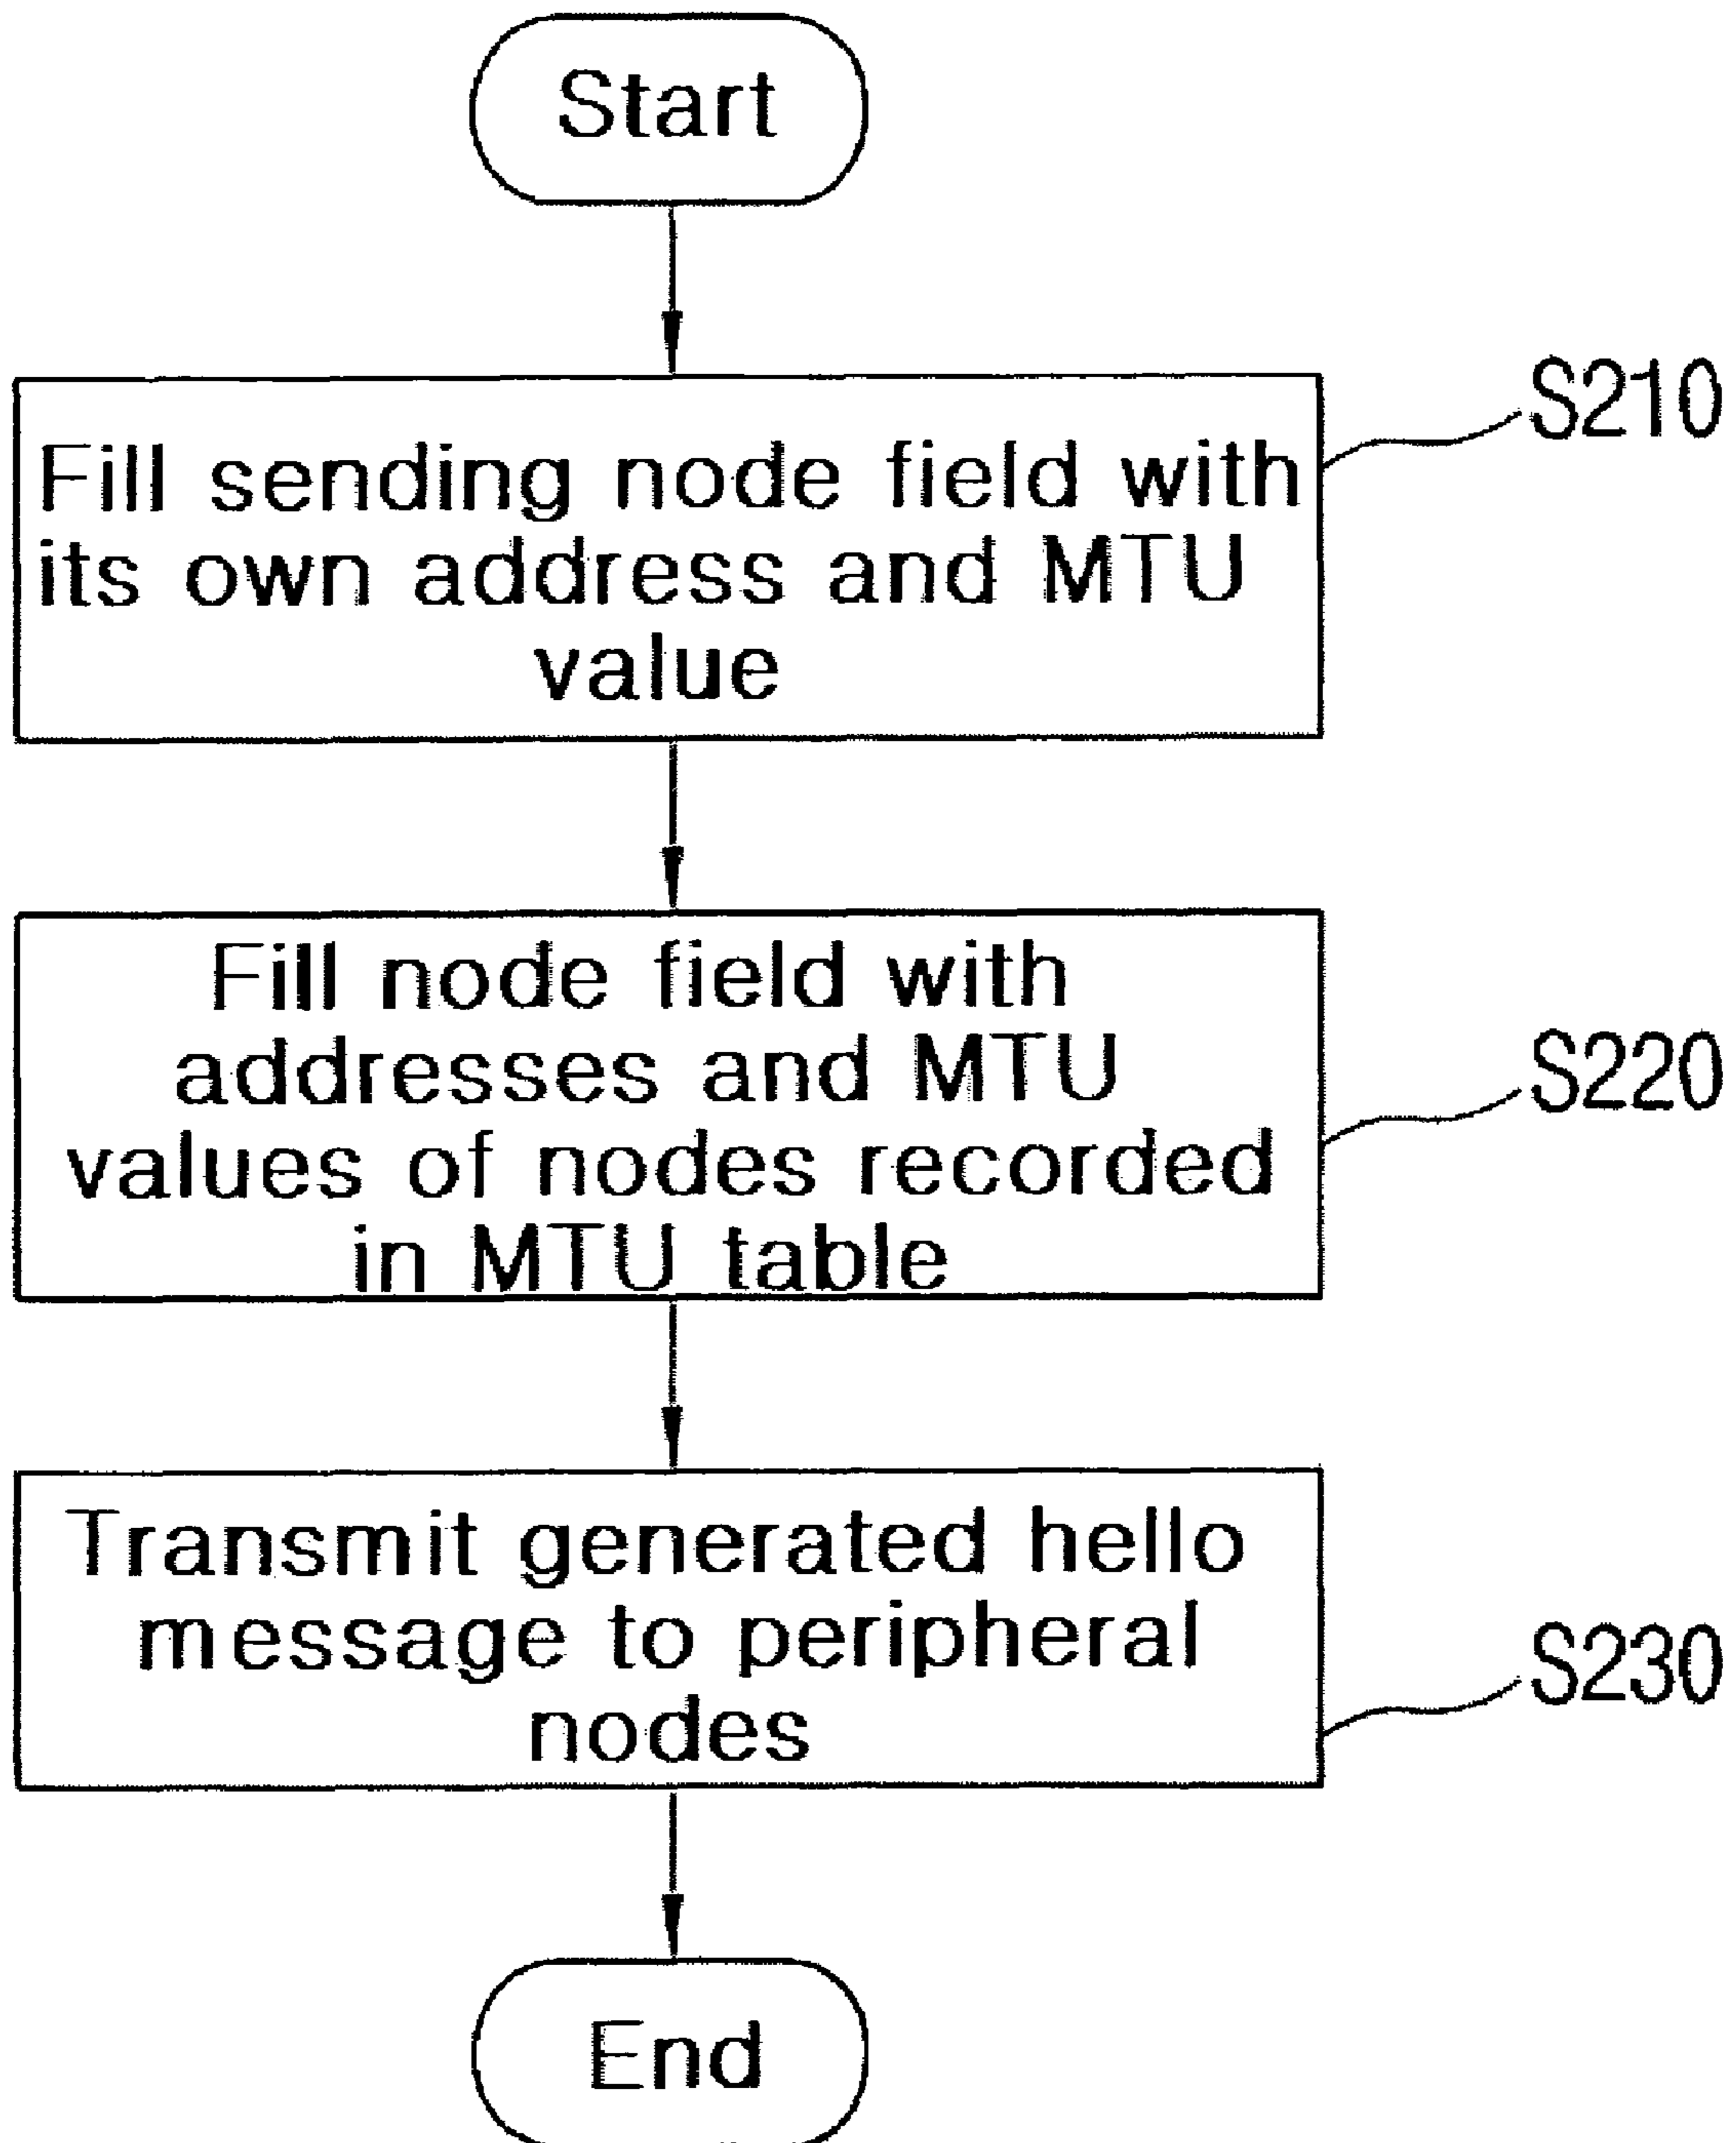 Start
S210
Fill sending node field with
its own address and MTU
value
Fill node field with
addresses and MTU
values of nodes recorded
in MTU table
S220
Transmit generated hello
message to peripheral
nodes
S230
End